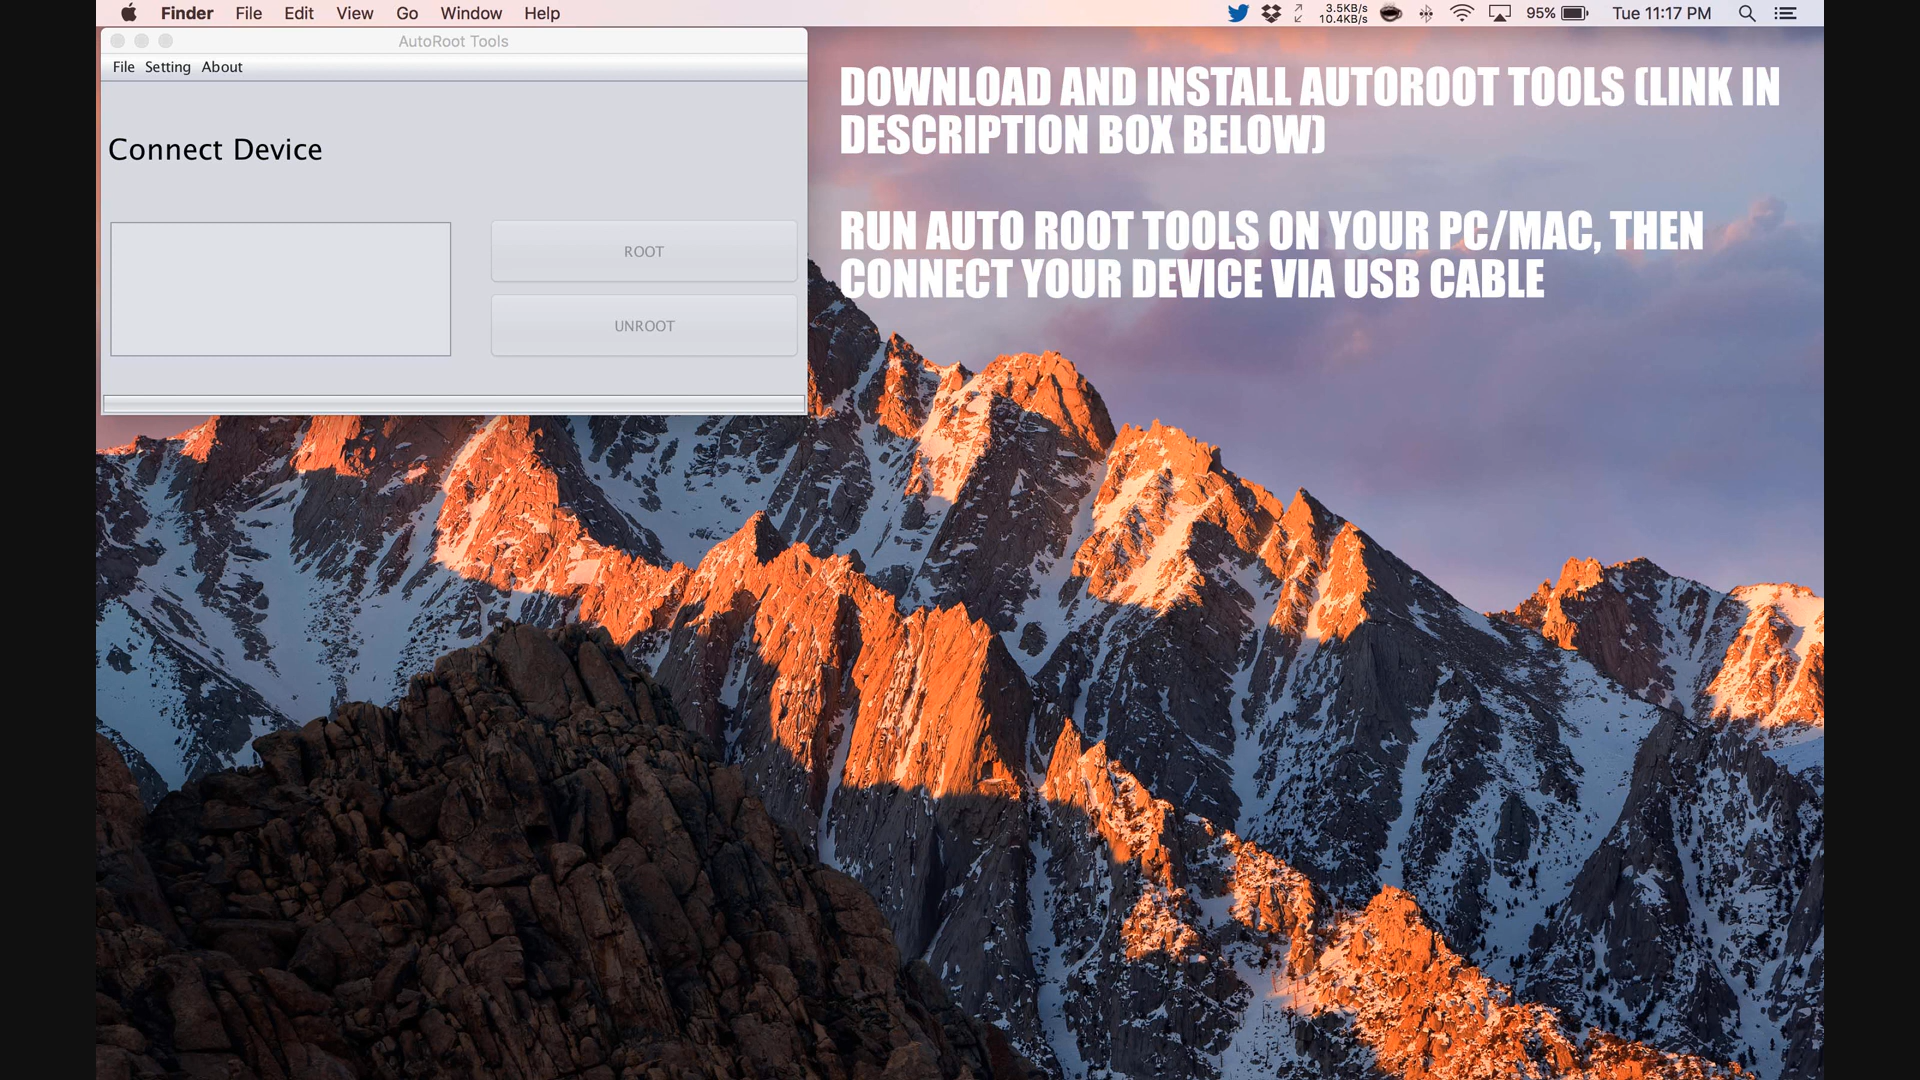 Finder File Edit View Go Window Help 3.5KB/s 10.4KB/s 95% Tue 11:17 PM
AutoRoot Tools
File Setting About
Connect Device
ROOT
UNROOT
DOWNLOAD AND INSTALL AUTOROOT TOOLS (LINK IN
DESCRIPTION BOX BELOW)
RUN AUTO ROOT TOOLS ON YOUR PC/MAC, THEN
CONNECT YOUR DEVICE VIA USB CABLE